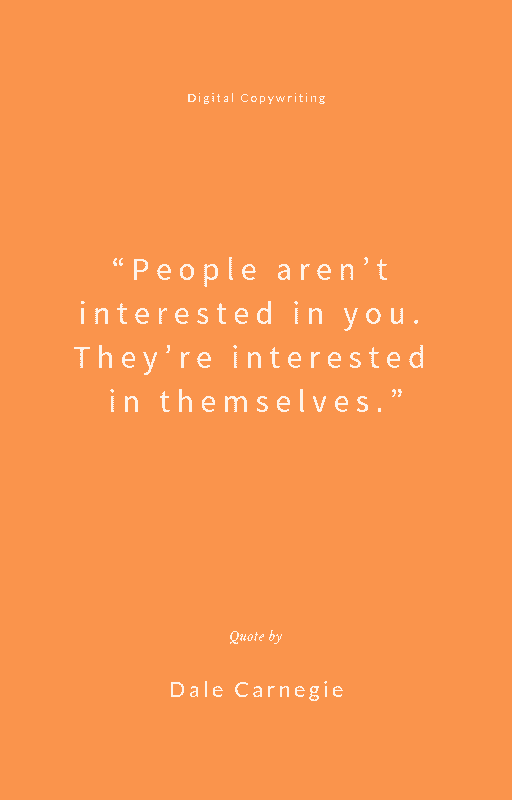 Digital Copywriting
“People aren’t
interested in you.
They’re interested
in themselves.”
Quote by
Dale Carnegie